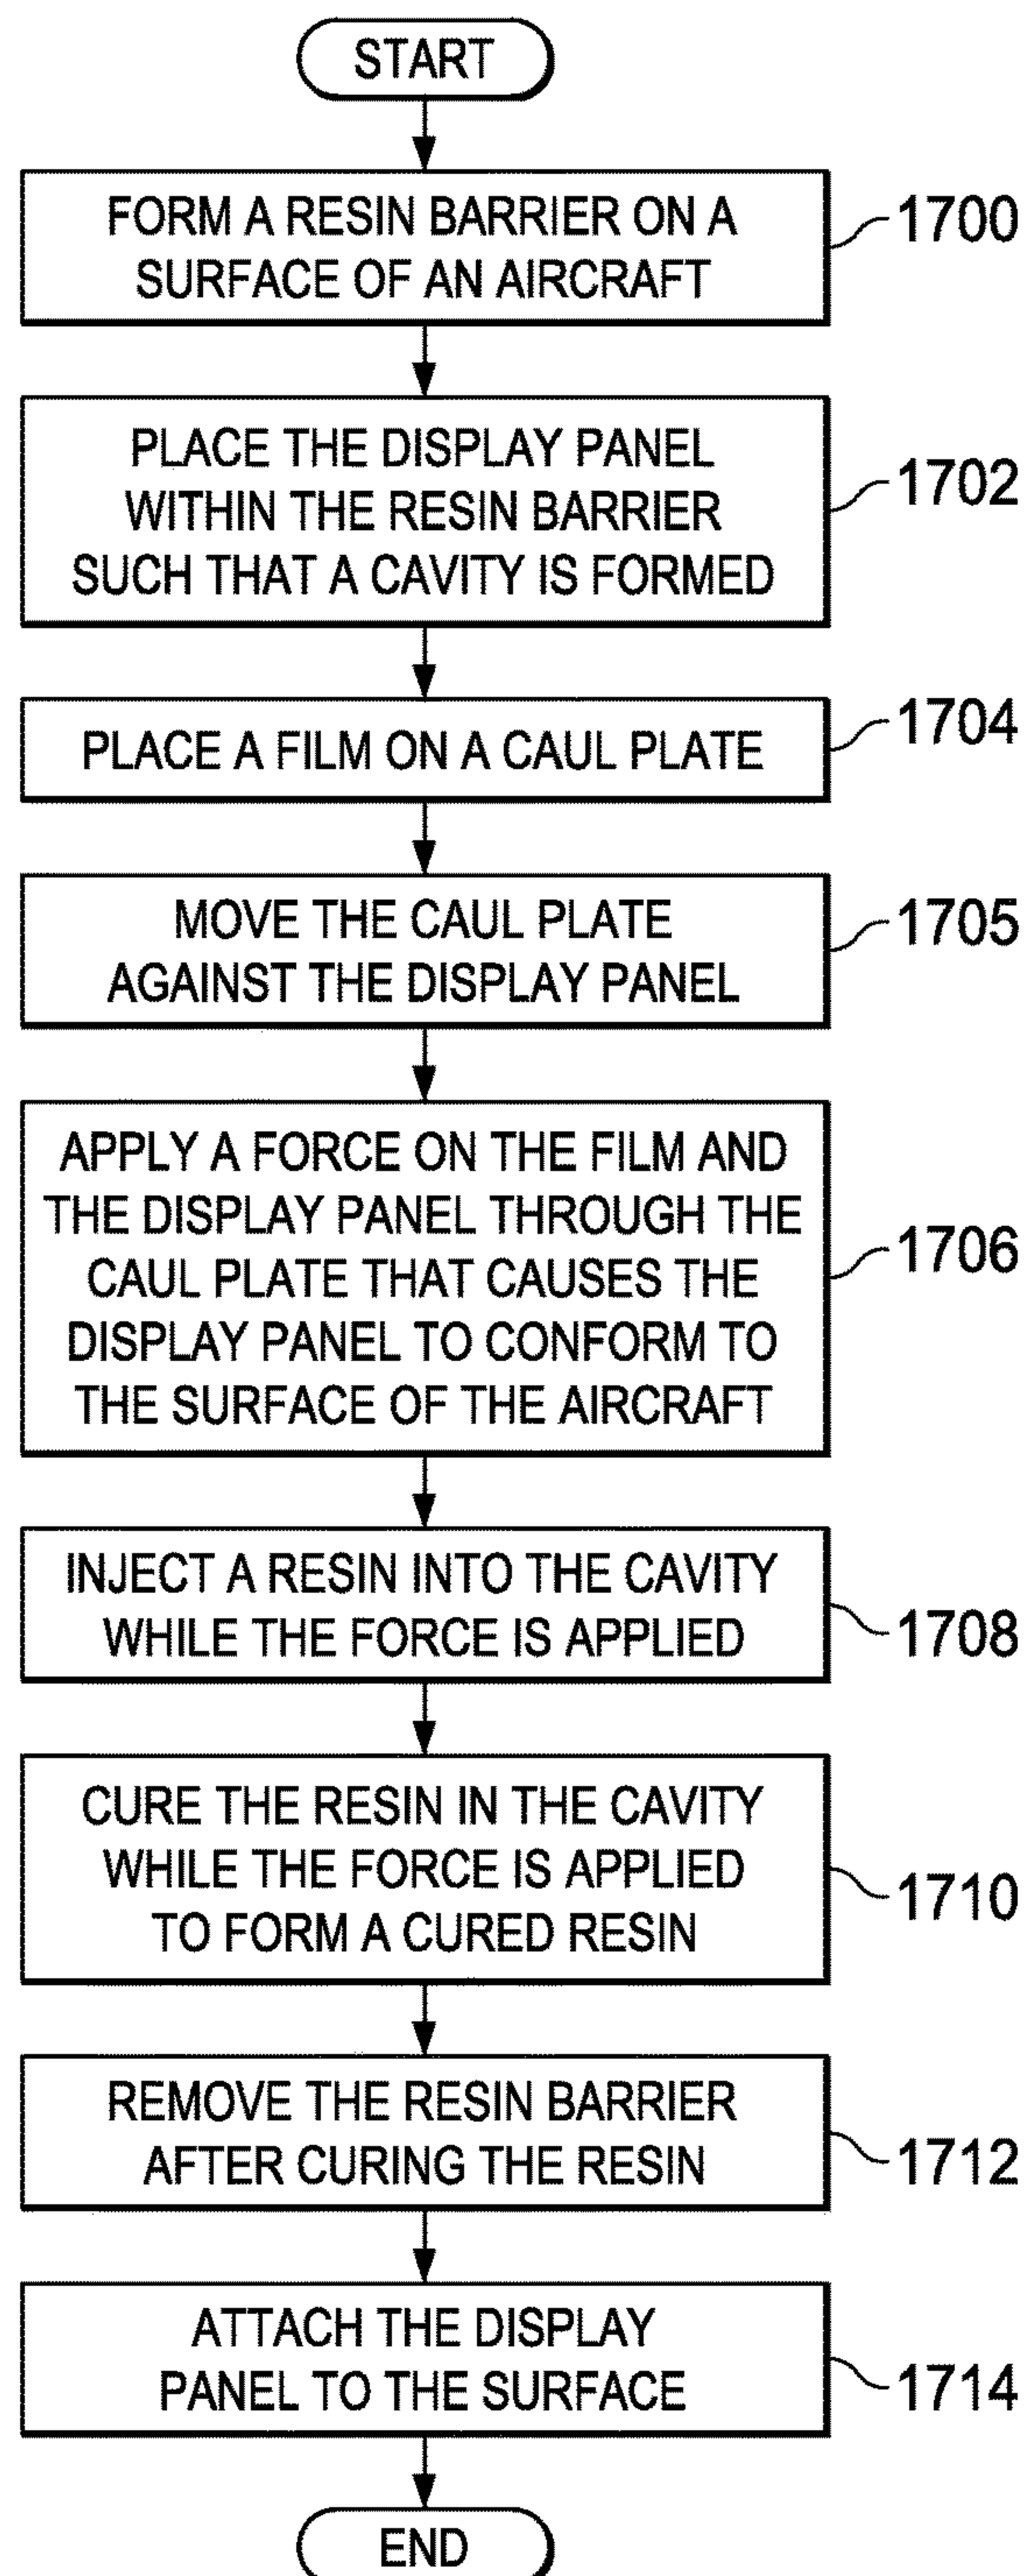 START
FORM A RESIN BARRIER ON A
SURFACE OF AN AIRCRAFT
1700
PLACE THE DISPLAY PANEL
WITHIN THE RESIN BARRIER
SUCH THAT A CAVITY IS FORMED
1702
PLACE A FILM ON A CAUL PLATE
1704
MOVE THE CAUL PLATE
AGAINST THE DISPLAY PANEL
1705
APPLY A FORCE ON THE FILM AND
THE DISPLAY PANEL THROUGH THE
CAUL PLATE THAT CAUSES THE
DISPLAY PANEL TO CONFORM TO
THE SURFACE OF THE AIRCRAFT
1706
INJECT A RESIN INTO THE CAVITY
WHILE THE FORCE IS APPLIED
1708
CURE THE RESIN IN THE CAVITY
WHILE THE FORCE IS APPLIED
TO FORM A CURED RESIN
1710
REMOVE THE RESIN BARRIER
AFTER CURING THE RESIN
1712
ATTACH THE DISPLAY
PANEL TO THE SURFACE
1714
END